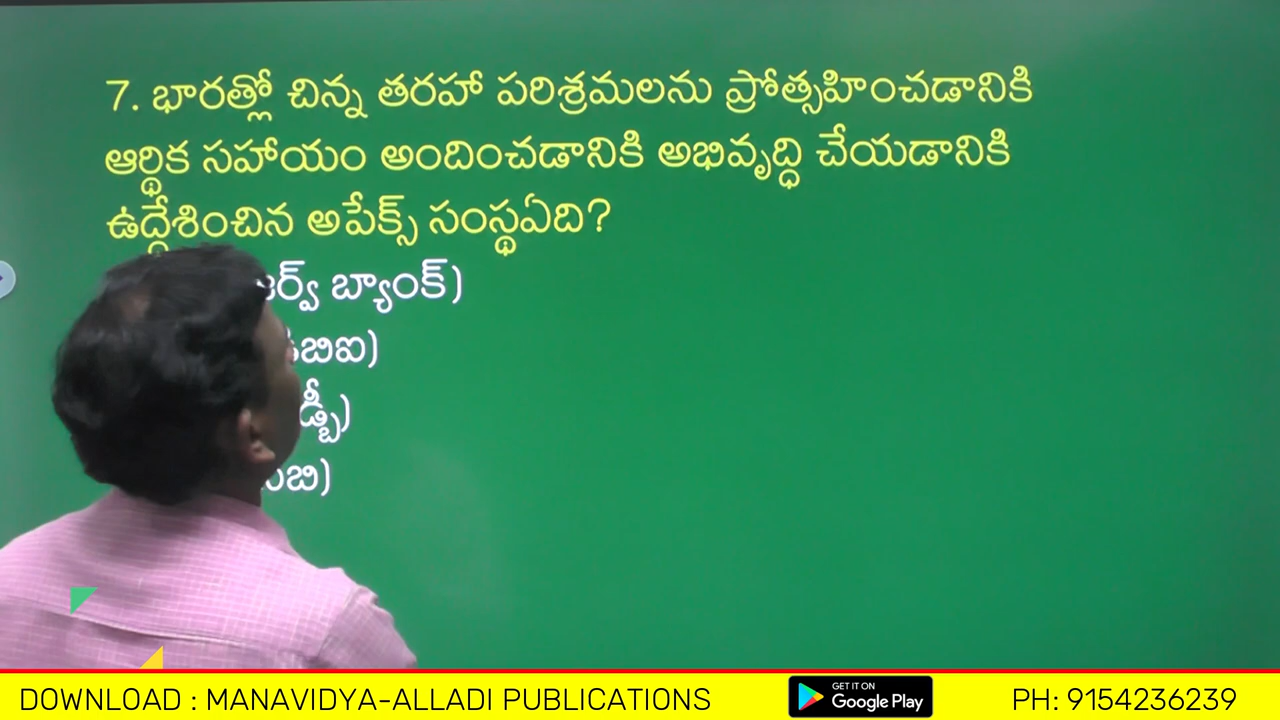 7. భారత్లో చిన్న తరహా పరిశ్రమలను ప్రోత్సహించడానికి
ఆర్థిక సహాయం అందించడానికి అభివృద్ధి చేయడానికి
ఉద్దేశించిన అపేక్స్ సంస్థఏది?
బ్యాంక్)
DOWNLOAD : MANAVIDYA-ALLADI PUBLICATIONS
GET IT ON
Google Play
PH: 9154236239